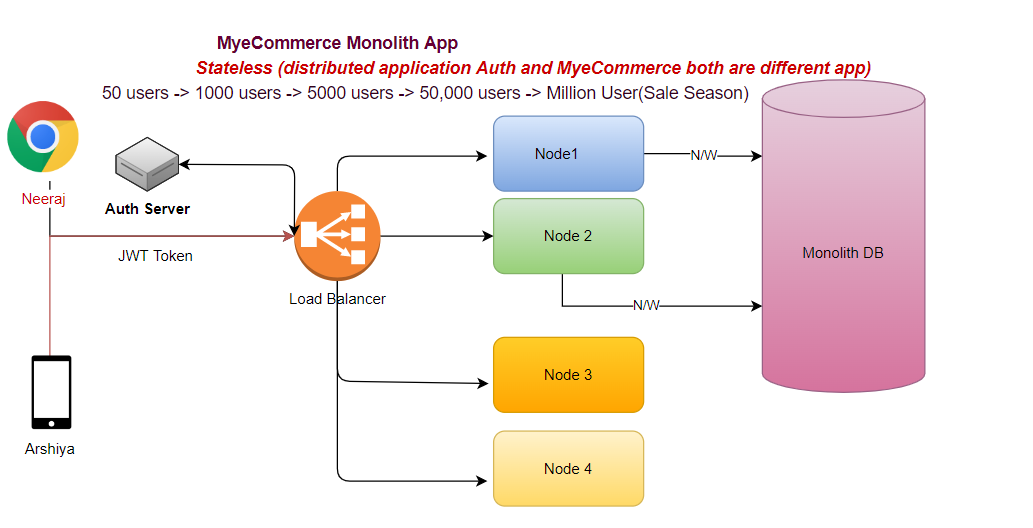 MyeCommerce Monolith App
Stateless (distributed application Auth and MyeCommerce both are different app)
50 users -> 1000 users -> 5000 users -> 50,000 users -> Million User(Sale Season)
Node1
N/W
Neeraj
Auth Server
Node 2
JWT Token
Monolith DB
Load Balancer
N/W
Node 3
Arshiya
Node 4